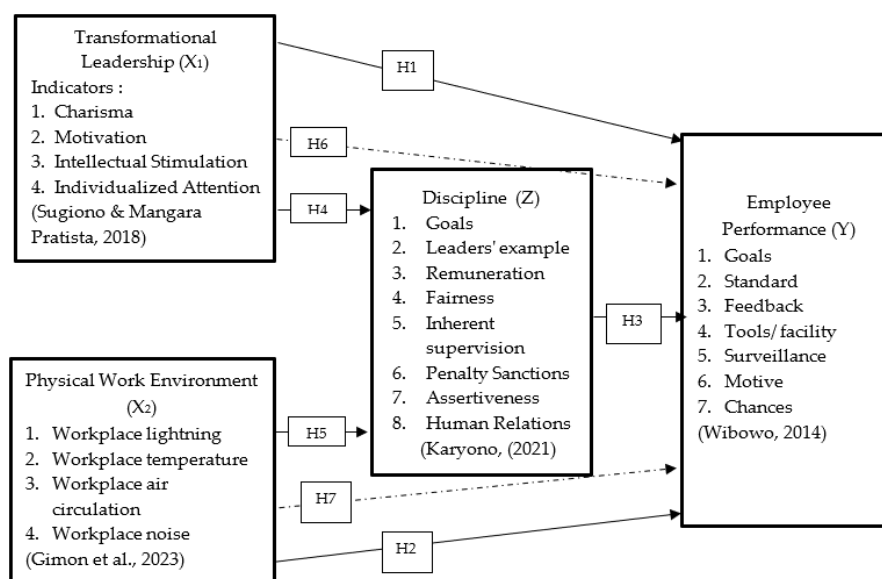 Transformational
Leadership (X1)
Indicators :
1. Charisma
2. Motivation
3. Intellectual Stimulation
4. Individualized Attention
(Sugiono & Mangara
Pratista, 2018)
H1
H6
H4
Discipline (Z)
1. Goals
2. Leaders' example
3. Remuneration
4. Fairness
5. Inherent
supervision
6. Penalty Sanctions
7. Assertiveness
8. Human Relations
(Karyono, (2021)
H3
Employee
Performance (Y)
1. Goals
2. Standard
3. Feedback
4. Tools/ facility
5. Surveillance
6. Motive
7. Chances
(Wibowo, 2014)
Physical Work Environment
(X2)
1. Workplace lightning
2. Workplace temperature
3. Workplace air
circulation
4. Workplace noise
(Gimon et al., 2023)
H5
H7
H2